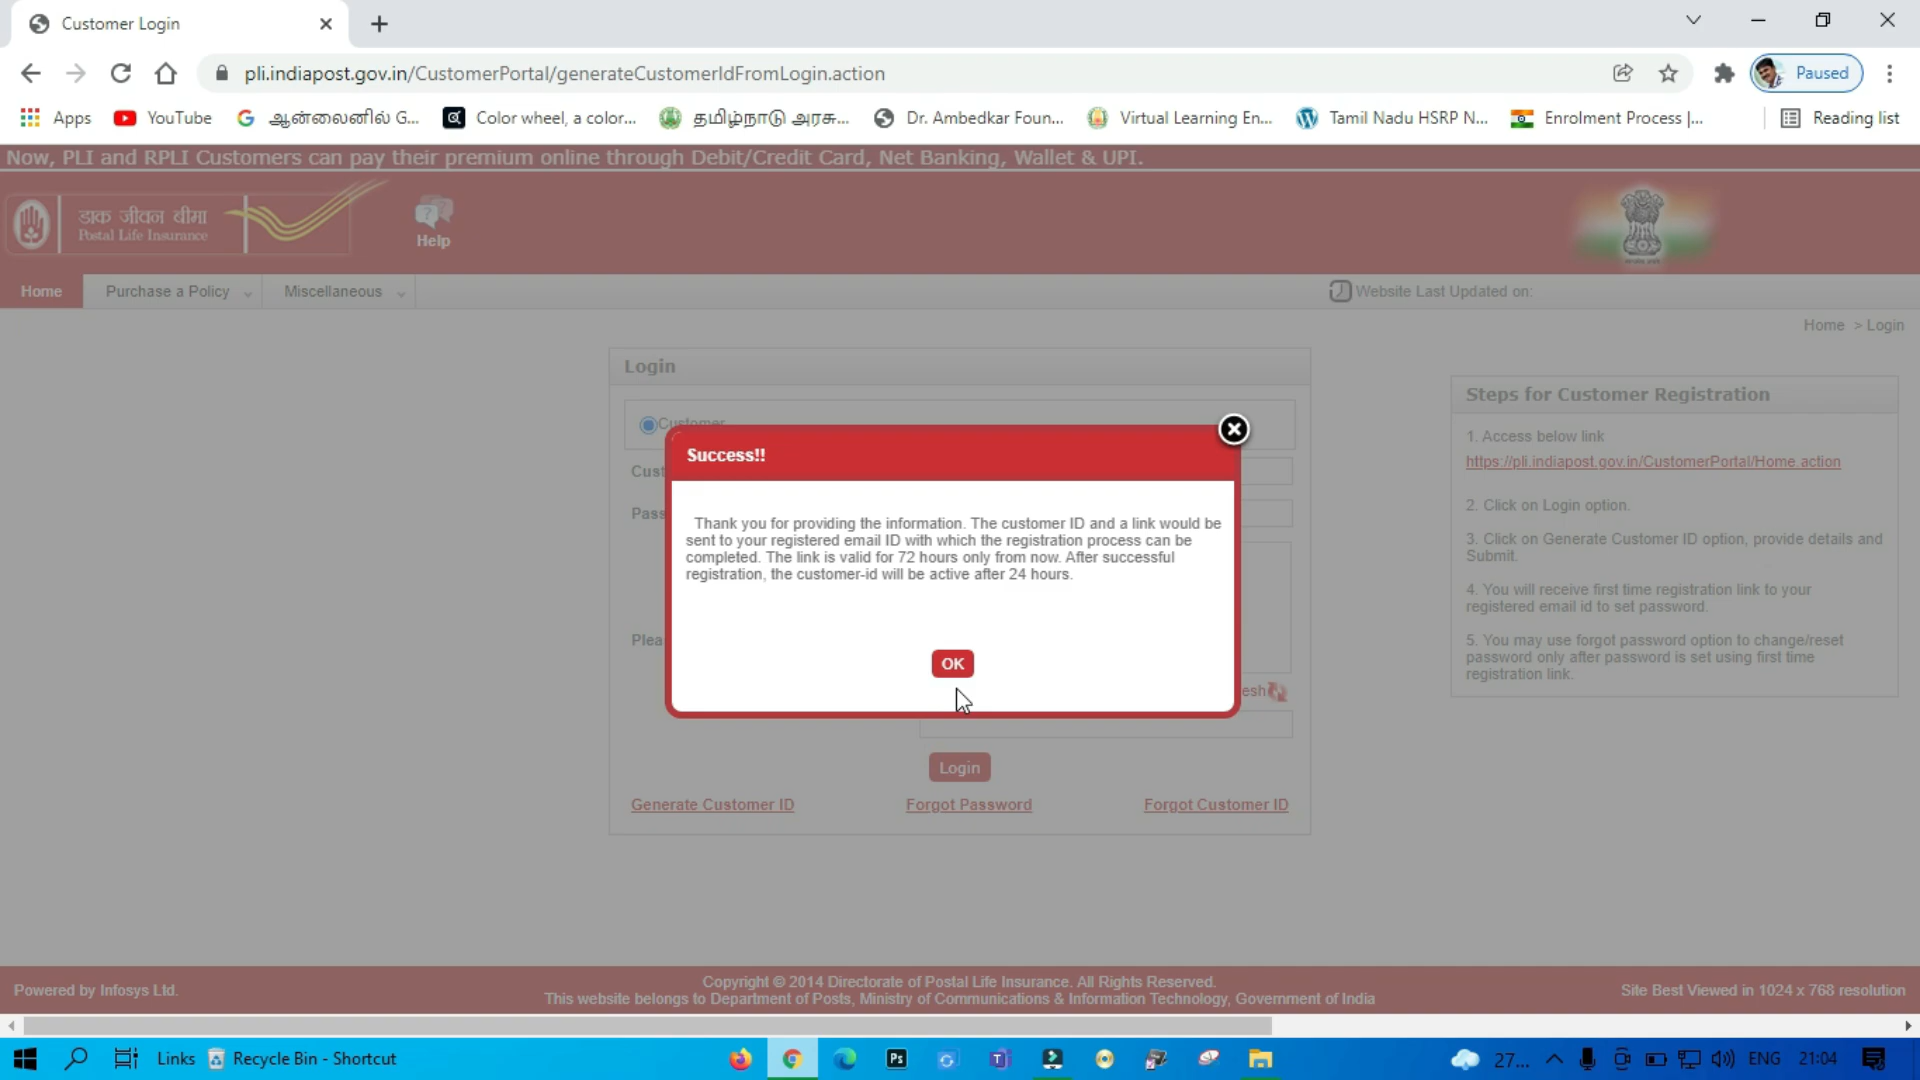 Customer Login
pli.indiapost.gov.in/CustomerPortal/generateCustomerIdFromLogin.action
Paused
Apps YouTube ஆன்லைனில் G... Color wheel, a color... தமிழ்நாடு அரசு... Dr. Ambedkar Foun... Virtual Learning En... Tamil Nadu HSRP N... Enrolment Process |... Reading list
Now, PLI and RPLI Customers can pay their premium online through Debit/Credit Card, Net Banking, Wallet & UPI.
डाक जीवन बीमा
Postal Life Insurance
Help
Home Purchase a Policy Miscellaneous Website Last Updated on:
Home > Login
Login
Customer
Cust
Pass
Plea
esh
Success!!
Thank you for providing the information. The customer ID and a link would be
sent to your registered email ID with which the registration process can be
completed. The link is valid for 72 hours only from now. After successful
registration, the customer-id will be active after 24 hours.
OK
Login
Generate Customer ID Forgot Password Forgot Customer ID
Steps for Customer Registration
1. Access below link
https://pli.indiapost.gov.in/CustomerPortal/Home.action
2. Click on Login option.
3. Click on Generate Customer ID option, provide details and
Submit.
4. You will receive first time registration link to your
registered email id to set password.
5. You may use forgot password option to change/reset
password only after password is set using first time
registration link.
Powered by Infosys Ltd.
Copyright © 2014 Directorate of Postal Life Insurance. All Rights Reserved.
This website belongs to Department of Posts, Ministry of Communications & Information Technology, Government of India
Site Best Viewed in 1024 x 768 resolution
Links Recycle Bin - Shortcut Ps 27... ENG 21:04